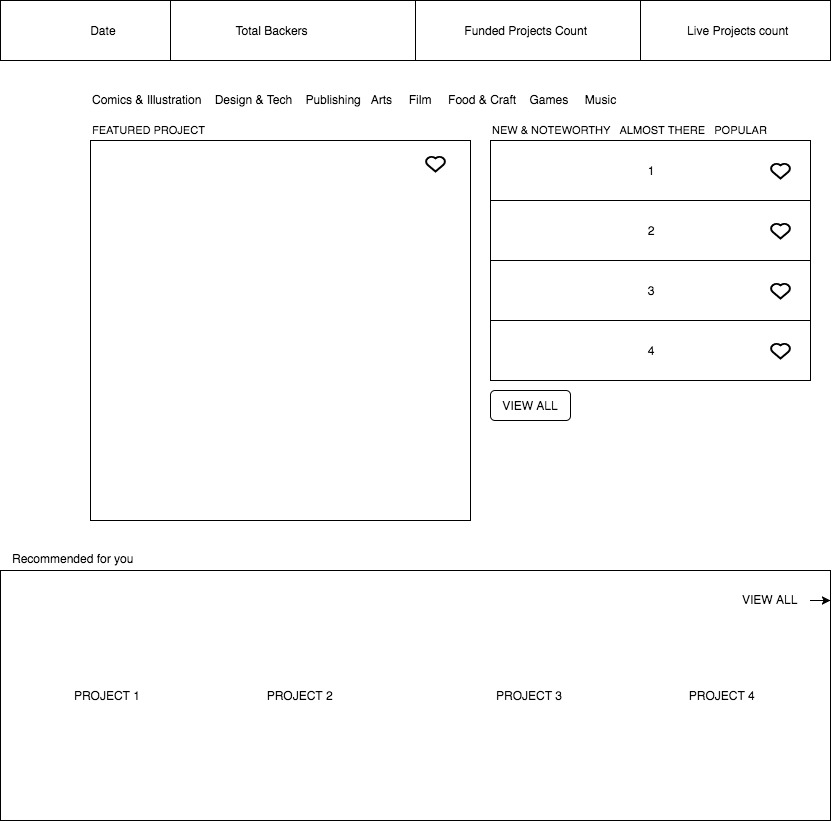 Date Total Backers Funded Projects Count Live Projects count
Comics & Illustration Design & Tech Publishing Arts Film Food & Craft Games Music
FEATURED PROJECT
NEW & NOTEWORTHY ALMOST THERE POPULAR
1
2
3
4
VIEW ALL
Recommended for you
VIEW ALL
PROJECT 1 PROJECT 2 PROJECT 3 PROJECT 4